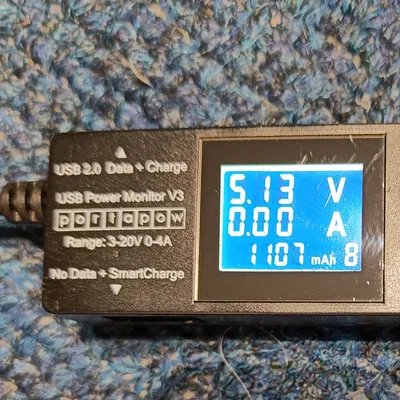 USB 2.0 Data + Charge
USB Power Monitor V3
portapow
Range: 3-20V 0-4A
No Data + SmartCharge
5.13 V
0.00 A
1107 mAh 8